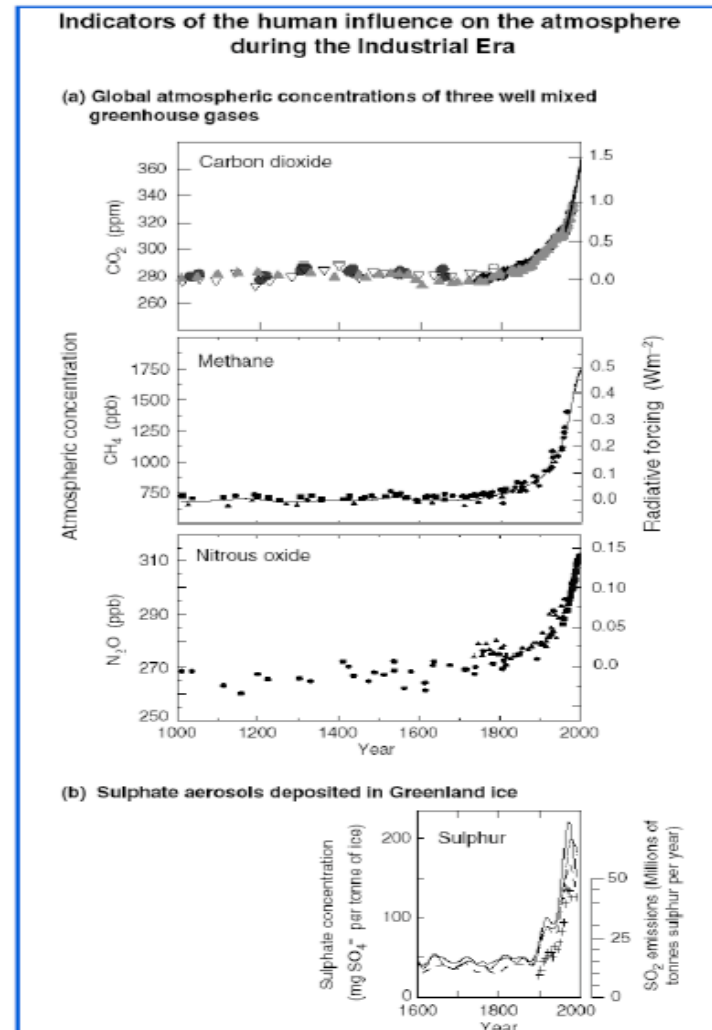 Indicators of the human influence on the atmosphere
during the Industrial Era
(a) Global atmospheric concentrations of three well mixed
greenhouse gases
Carbon dioxide
CO₂ (ppm)
360
340
320
300
280
260
1.5
1.0
0.5
0.0
Methane
Atmospheric concentration
CH₄ (ppb)
1750
1500
1250
1000
750
0.5
0.4
0.3
0.2
0.1
0.0
Radiative forcing (Wm⁻²)
Nitrous oxide
N₂O (ppb)
310
290
270
250
0.15
0.10
0.05
0.0
1000
1200
1400
1600
1800
2000
Year
(b) Sulphate aerosols deposited in Greenland ice
Sulphur
Sulphate concentration
(mg SO₄⁼ per tonne of ice)
200
100
0
50
25
0
SO₂ emissions (Millions of
tonnes sulphur per year)
1600
1800
2000
Year